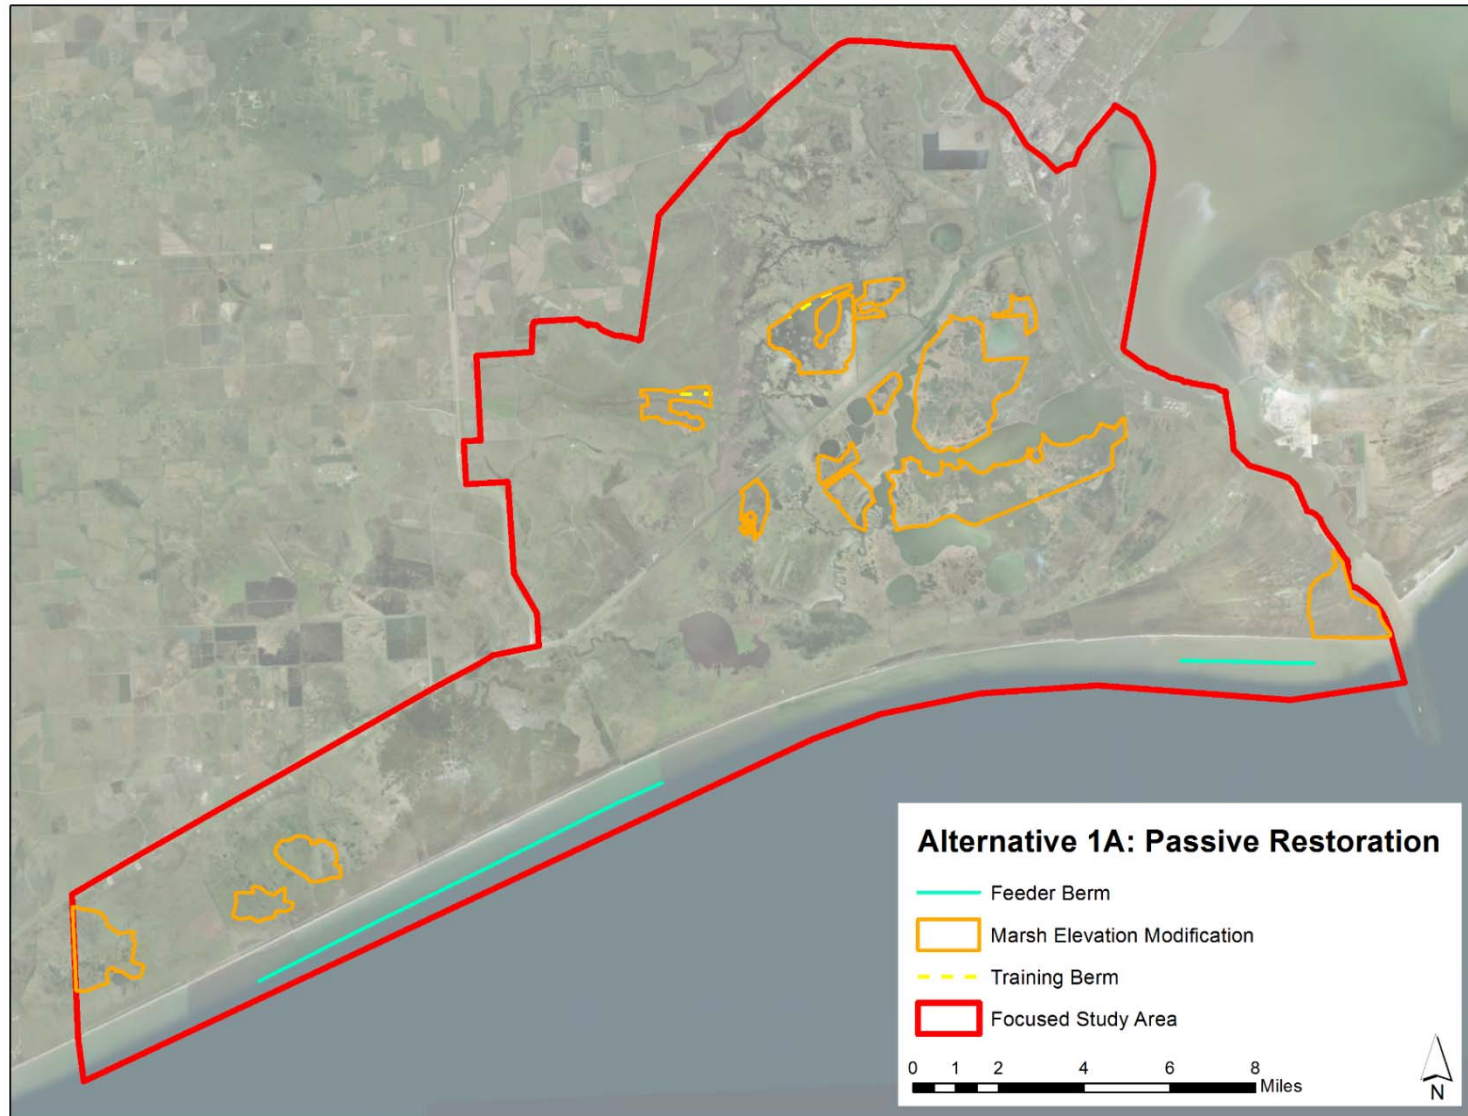 Alternative 1A: Passive Restoration
Feeder Berm
Marsh Elevation Modification
Training Berm
Focused Study Area
0 1 2 4 6 8 Miles
N